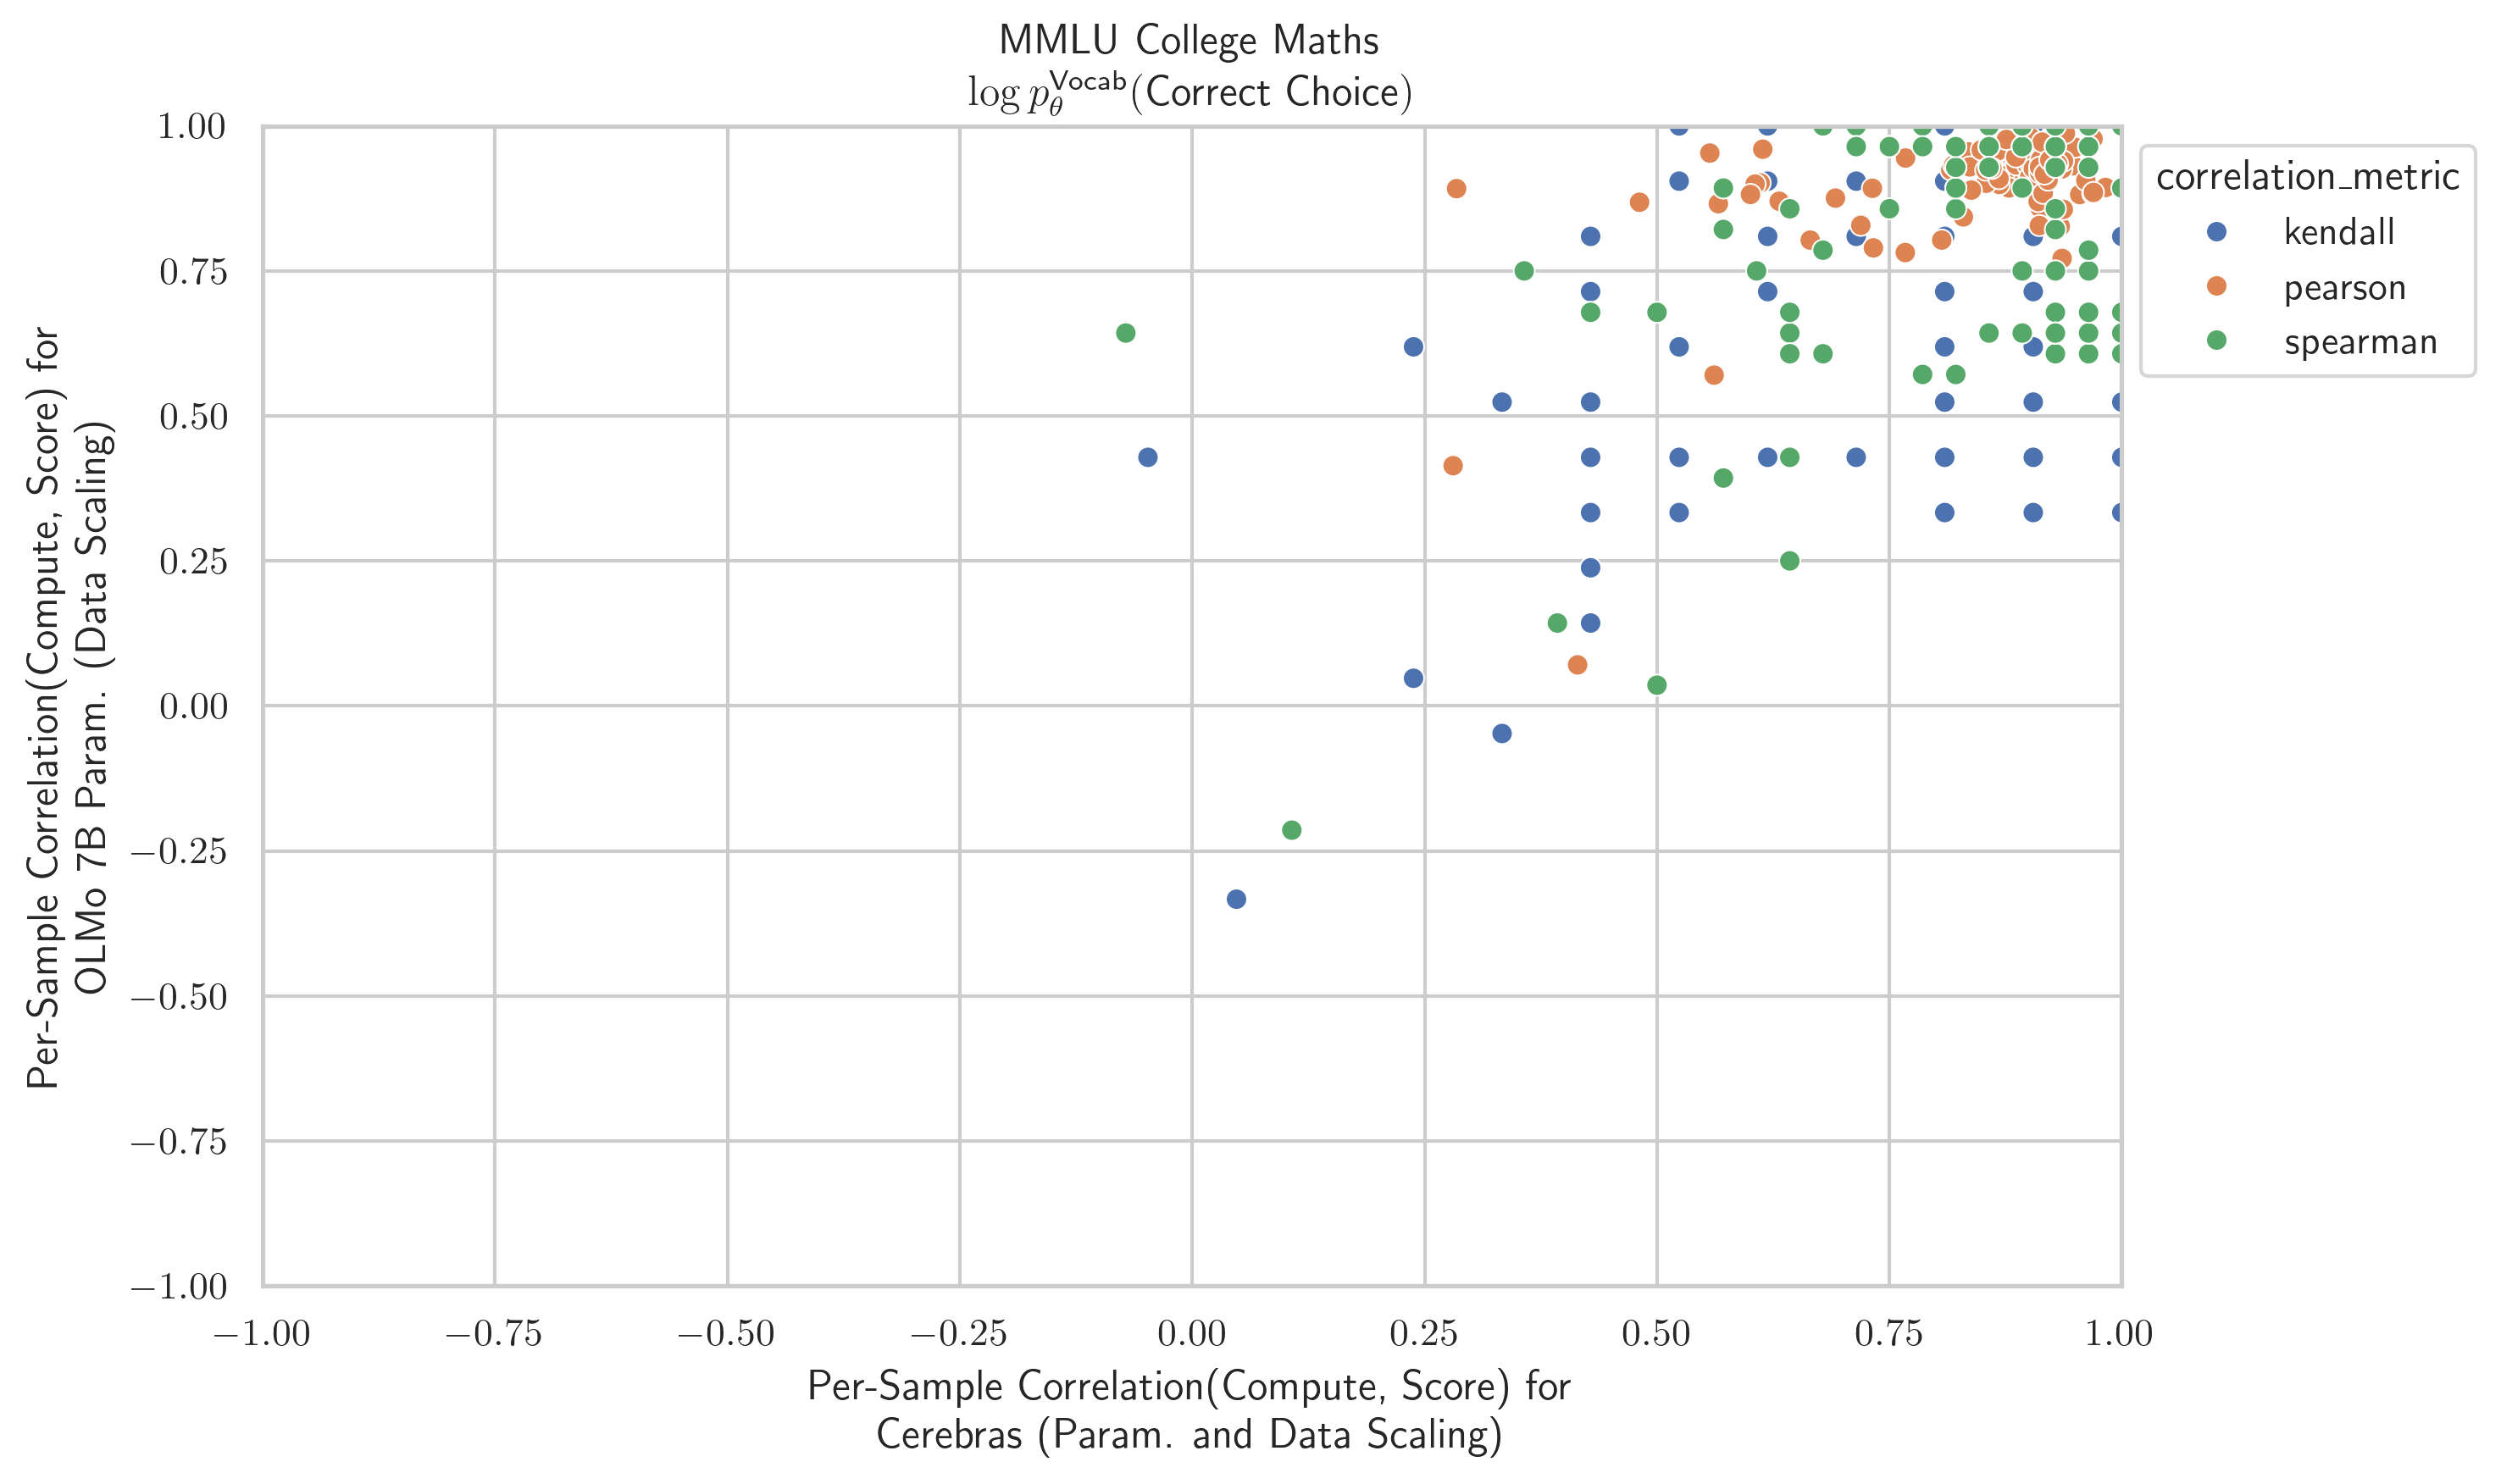 MMLU College Maths
log p_θ^Vocab(Correct Choice)
Per-Sample Correlation(Compute, Score) for
OLMo 7B Param. (Data Scaling)
1.00
0.75
0.50
0.25
0.00
−0.25
−0.50
−0.75
−1.00
−1.00 −0.75 −0.50 −0.25 0.00 0.25 0.50 0.75 1.00
Per-Sample Correlation(Compute, Score) for
Cerebras (Param. and Data Scaling)
correlation_metric
kendall
pearson
spearman